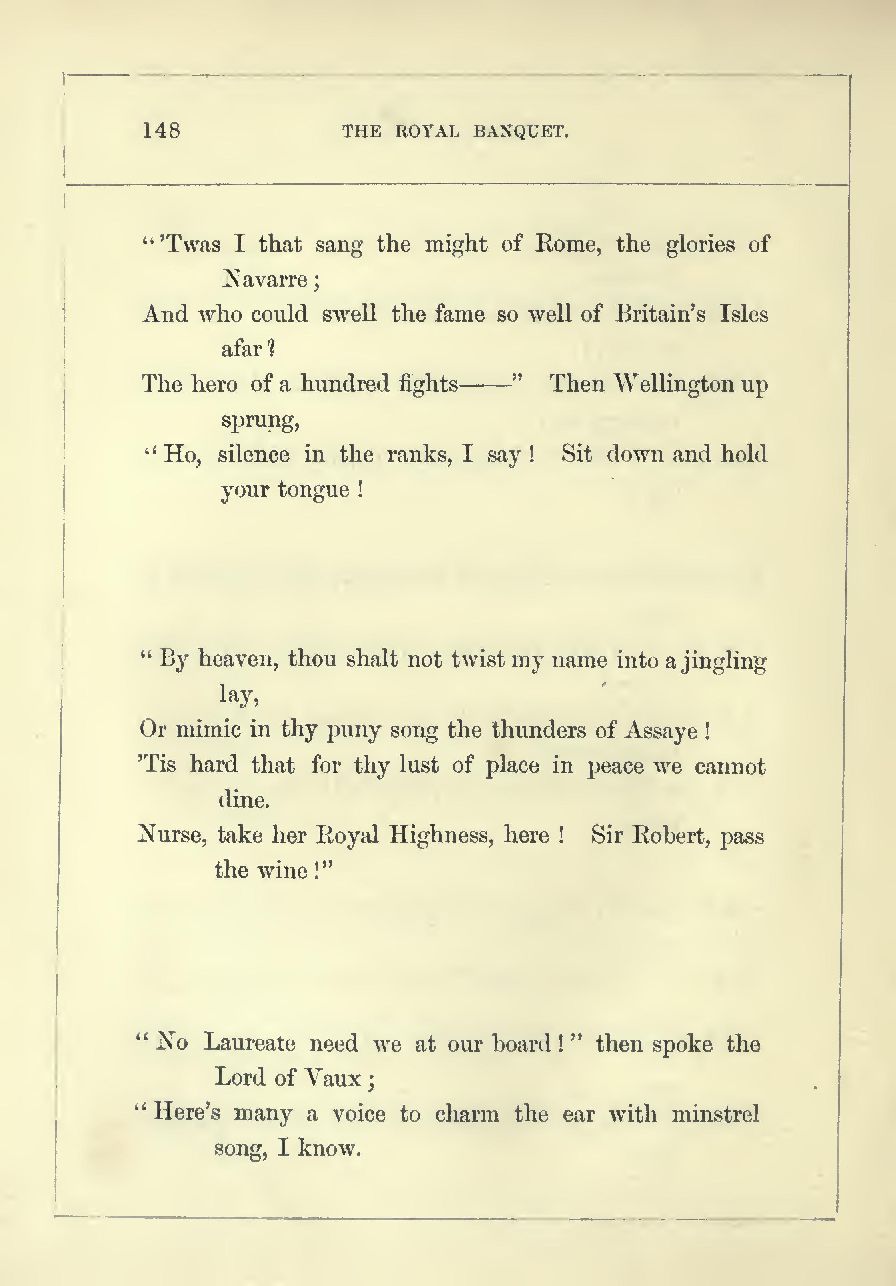 148 THE ROYAL BANQUET.
“’Twas I that sang the might of Rome, the glories of
Navarre ;
And who could swell the fame so well of Britain’s Isles
afar ?
The hero of a hundred fights——” Then Wellington up
sprung,
“ Ho, silence in the ranks, I say ! Sit down and hold
your tongue !
“ By heaven, thou shalt not twist my name into a jingling
lay,
Or mimic in thy puny song the thunders of Assaye !
’Tis hard that for thy lust of place in peace we cannot
dine.
Nurse, take her Royal Highness, here ! Sir Robert, pass
the wine !”
“ No Laureate need we at our board ! ” then spoke the
Lord of Vaux ;
“ Here’s many a voice to charm the ear with minstrel
song, I know.